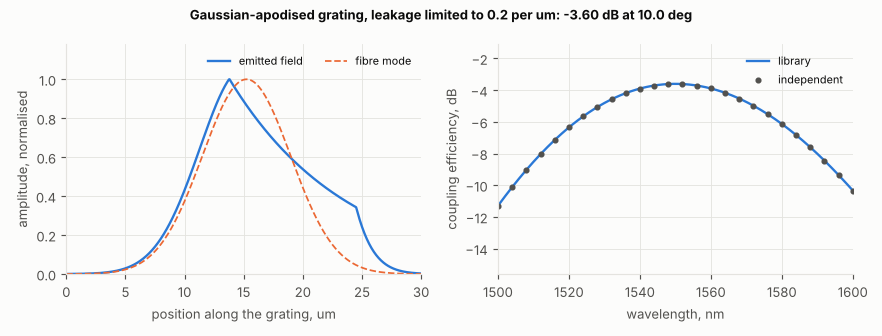 Gaussian-apodised grating, leakage limited to 0.2 per um: -3.60 dB at 10.0 deg
emitted field
fibre mode
1.0
0.8
0.6
0.4
0.2
0.0
amplitude, normalised
0
5
10
15
20
25
30
position along the grating, um
library
independent
−2
−4
−6
−8
−10
−12
−14
coupling efficiency, dB
1500
1520
1540
1560
1580
1600
wavelength, nm